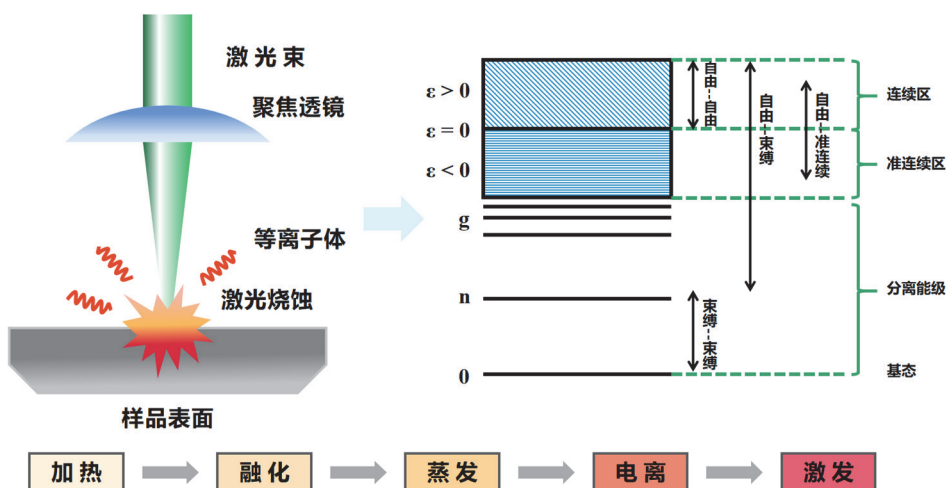 激光束
聚焦透镜
等离子体
激光烧蚀
样品表面
ε > 0
ε = 0
ε < 0
g
n
0
自由--自由
自由--束缚
自由--准连续
束缚--束缚
连续区
准连续区
分离能级
基态
加热
融化
蒸发
电离
激发